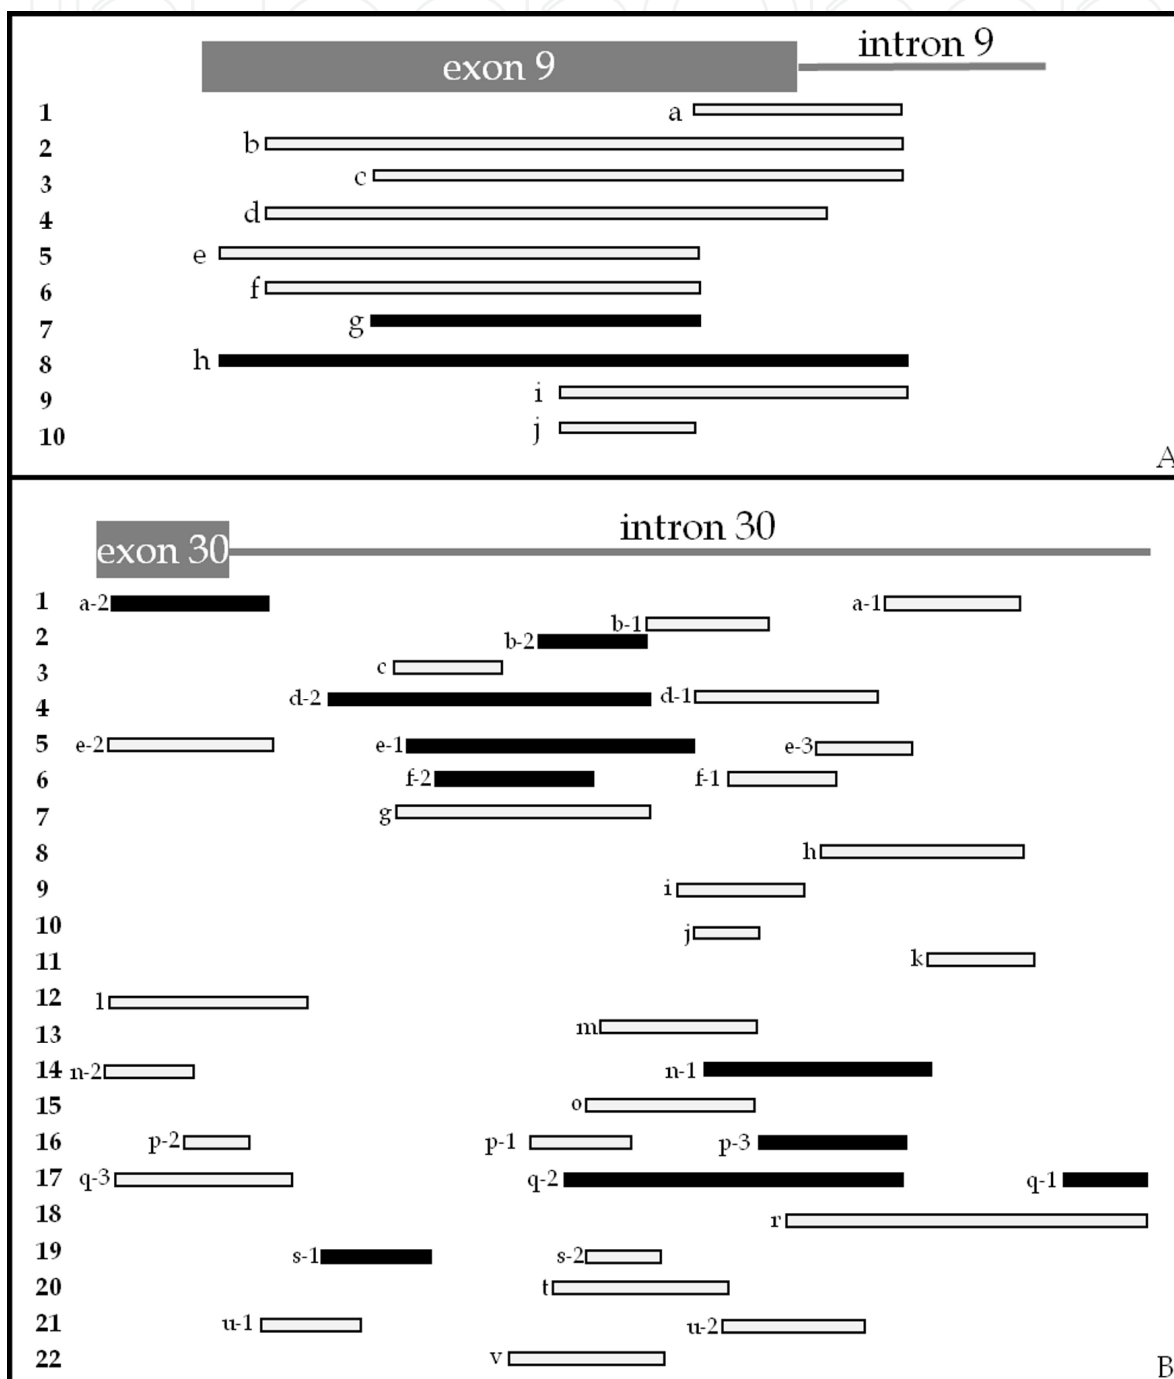 intron 9
exon 9
1 a
2 b
3 c
4 d
5 e
6 f
7 g
8 h
9 i
10 j
A
intron 30
exon 30
1 a-2 a-1
2 b-2 b-1
3 c
4 d-2 d-1
5 e-2 e-1 e-3
6 f-2 f-1
7 g
8 h
9 i
10 j
11 k
12 l
13 m
14 n-2 n-1
15 o
16 p-2 p-1 p-3
17 q-3 q-2 q-1
18 r
19 s-1 s-2
20 t
21 u-1 u-2
22 v
B